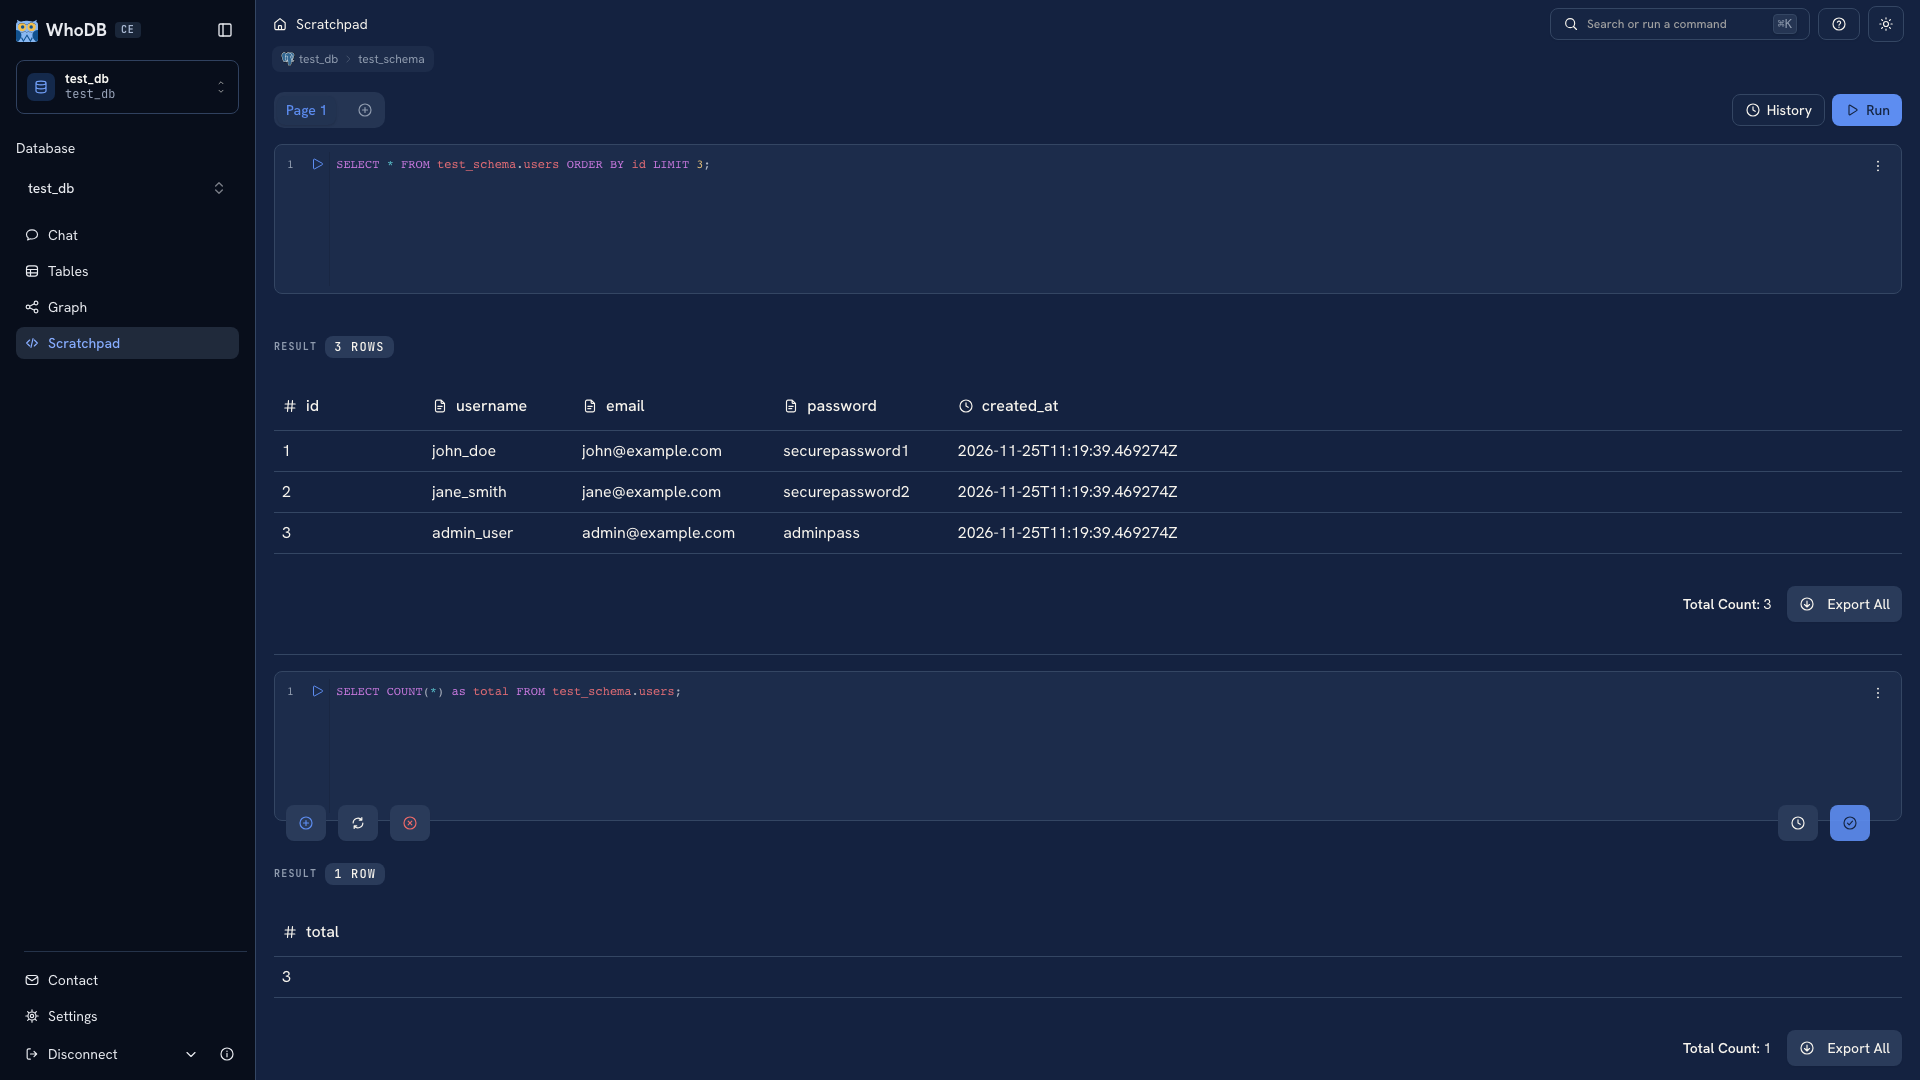 WhoDB CE
test_db
test_db
Database
test_db
Chat
Tables
Graph
Scratchpad
Contact
Settings
Disconnect
Scratchpad
Search or run a command ⌘K
test_db > test_schema
Page 1
History
Run
1 SELECT * FROM test_schema.users ORDER BY id LIMIT 3;
RESULT 3 ROWS
id username email password created_at
1 john_doe john@example.com securepassword1 2026-11-25T11:19:39.469274Z
2 jane_smith jane@example.com securepassword2 2026-11-25T11:19:39.469274Z
3 admin_user admin@example.com adminpass 2026-11-25T11:19:39.469274Z
Total Count: 3 Export All
1 SELECT COUNT(*) as total FROM test_schema.users;
RESULT 1 ROW
total
3
Total Count: 1 Export All